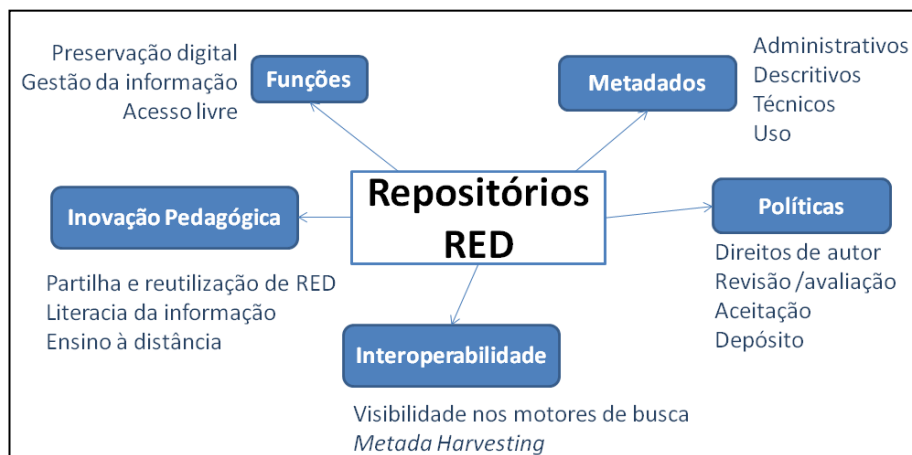 Preservação digital
Gestão da informação
Acesso livre
Funções
Metadados
Administrativos
Descritivos
Técnicos
Uso
Repositórios
RED
Inovação Pedagógica
Partilha e reutilização de RED
Literacia da informação
Ensino à distância
Políticas
Direitos de autor
Revisão /avaliação
Aceitação
Depósito
Interoperabilidade
Visibilidade nos motores de busca
Metada Harvesting